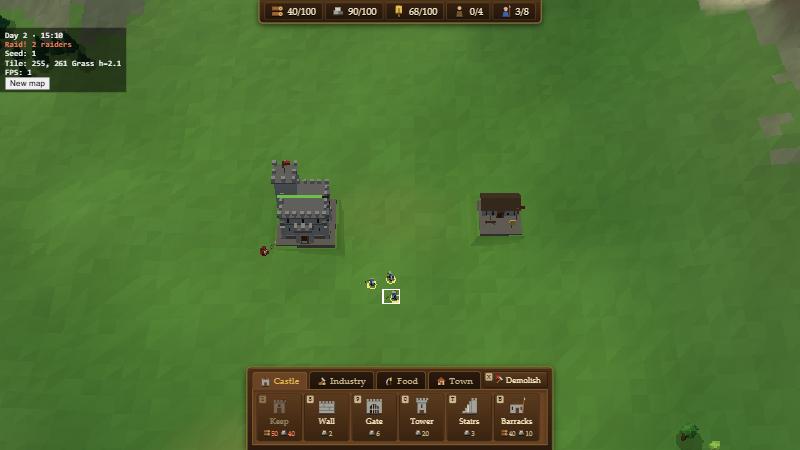 40/100 90/100 68/100 0/4 3/8
Day 2 · 15:10
Raid! 2 raiders
Seed: 1
Tile: 255, 261 Grass h=2.1
FPS: 1
New map
Castle Industry Food Town X Demolish
Keep Wall Gate Tower Stairs Barracks
50 40 2 6 20 3 40 10